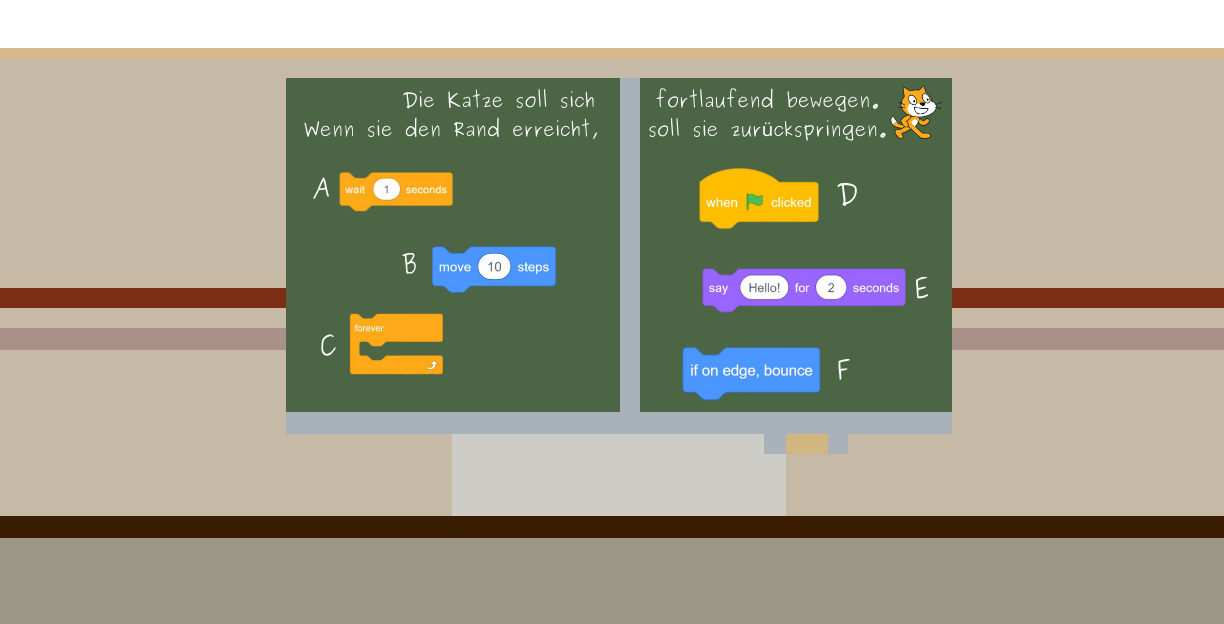 Die Katze soll sich fortlaufend bewegen.
Wenn sie den Rand erreicht, soll sie zurückspringen.
A wait 1 seconds
when clicked D
B move 10 steps
say Hello! for 2 seconds E
C forever
if on edge, bounce F